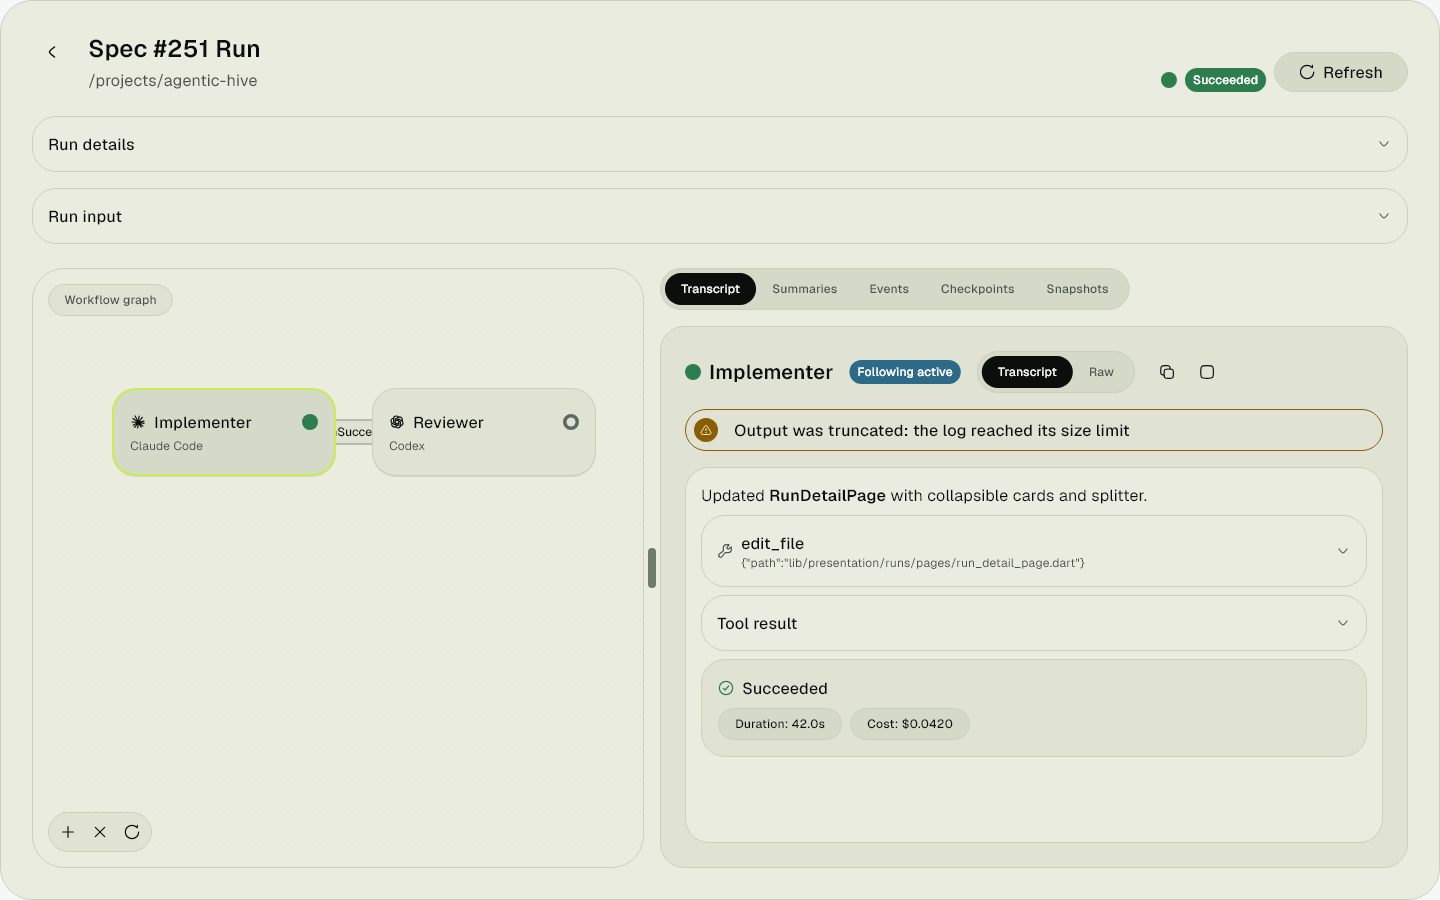 Spec #251 Run
/projects/agentic-hive
Succeeded
Refresh
Run details
Run input
Workflow graph
Implementer
Claude Code
Succe
Reviewer
Codex
Transcript
Summaries
Events
Checkpoints
Snapshots
Implementer
Following active
Transcript
Raw
Output was truncated: the log reached its size limit
Updated RunDetailPage with collapsible cards and splitter.
edit_file
{"path":"lib/presentation/runs/pages/run_detail_page.dart"}
Tool result
Succeeded
Duration: 42.0s
Cost: $0.0420